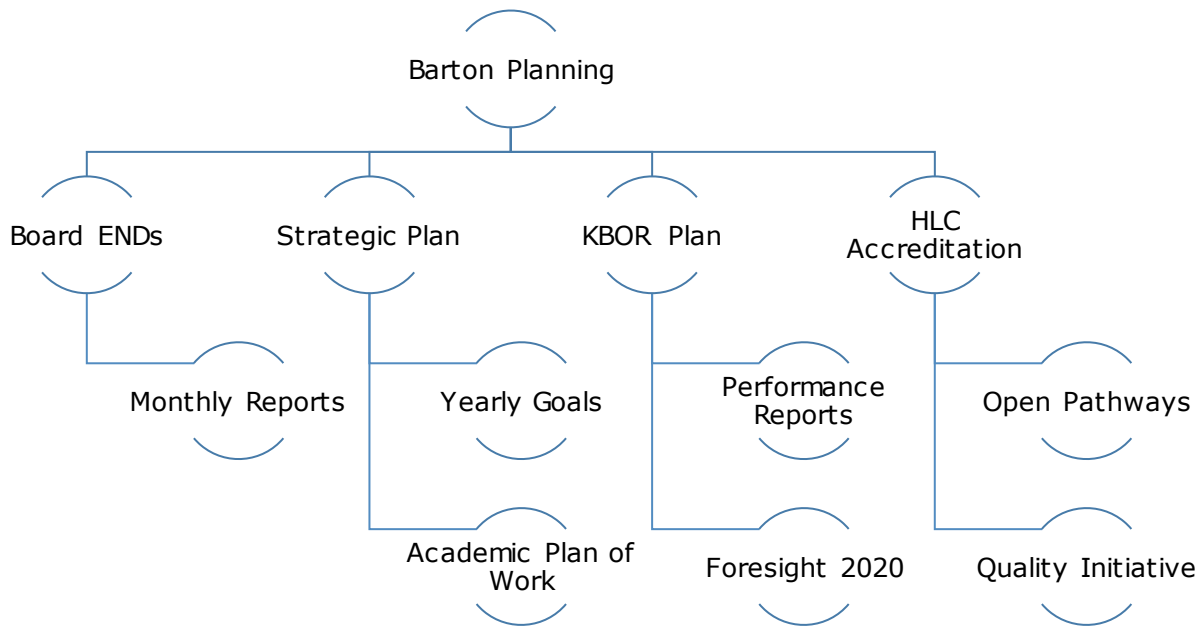 Barton Planning
Board ENDs
Strategic Plan
KBOR Plan
HLC
Accreditation
Monthly Reports
Yearly Goals
Performance
Reports
Open Pathways
Academic Plan of
Work
Foresight 2020
Quality Initiative